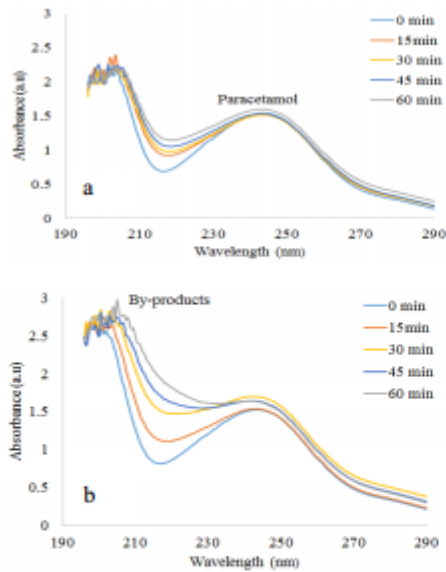 3
2.5
2
1.5
1
0.5
0
Absorbance (a.u)
Paracetamol
a
0 min
15min
30 min
45 min
60 min
190 210 230 250 270 290
Wavelength (nm)
3
2.5
2
1.5
1
0.5
0
Absorbance (a.u)
By-products
b
0 min
15min
30 min
45 min
60 min
190 210 230 250 270 290
Wavelength (nm)